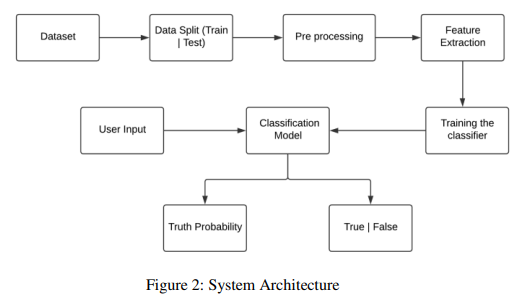 Dataset
Data Split (Train
| Test)
Pre processing
Feature
Extraction
User Input
Classification
Model
Training the
classifier
Truth Probability
True | False
Figure 2: System Architecture